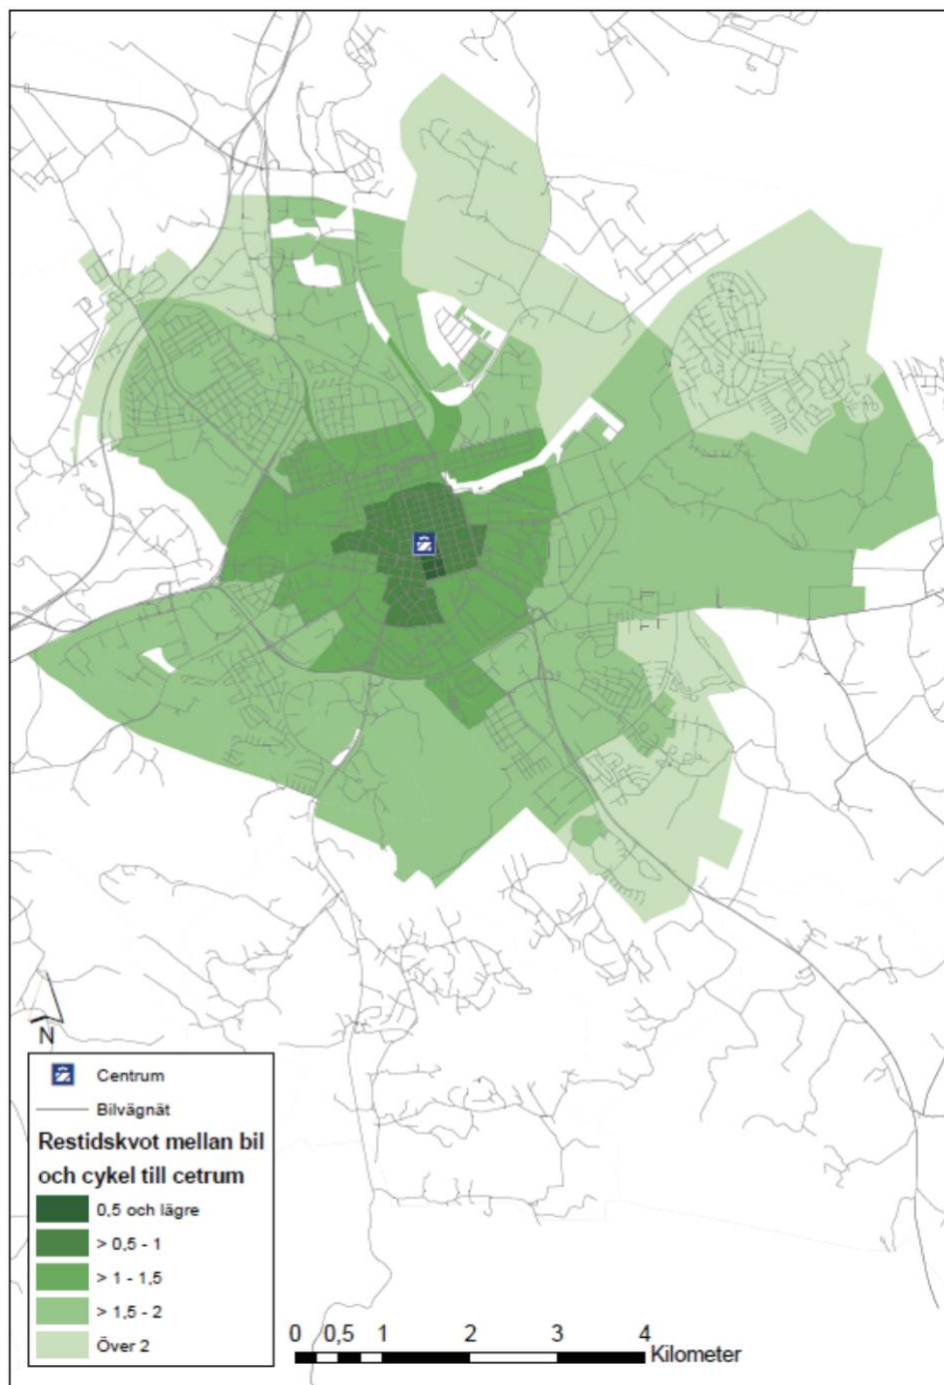 N
Centrum
Bilvägnät
Restidskvot mellan bil
och cykel till cetrum
0,5 och lägre
> 0,5 - 1
> 1 - 1,5
> 1,5 - 2
Över 2
0 0,5 1 2 3 4
Kilometer